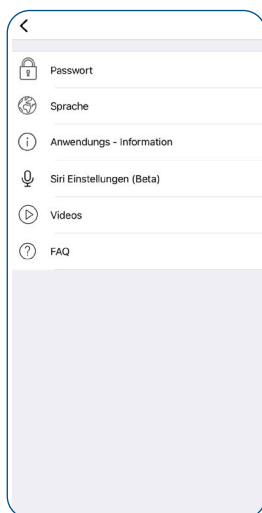 Passwort
Sprache
Anwendungs - Information
Siri Einstellungen (Beta)
Videos
FAQ